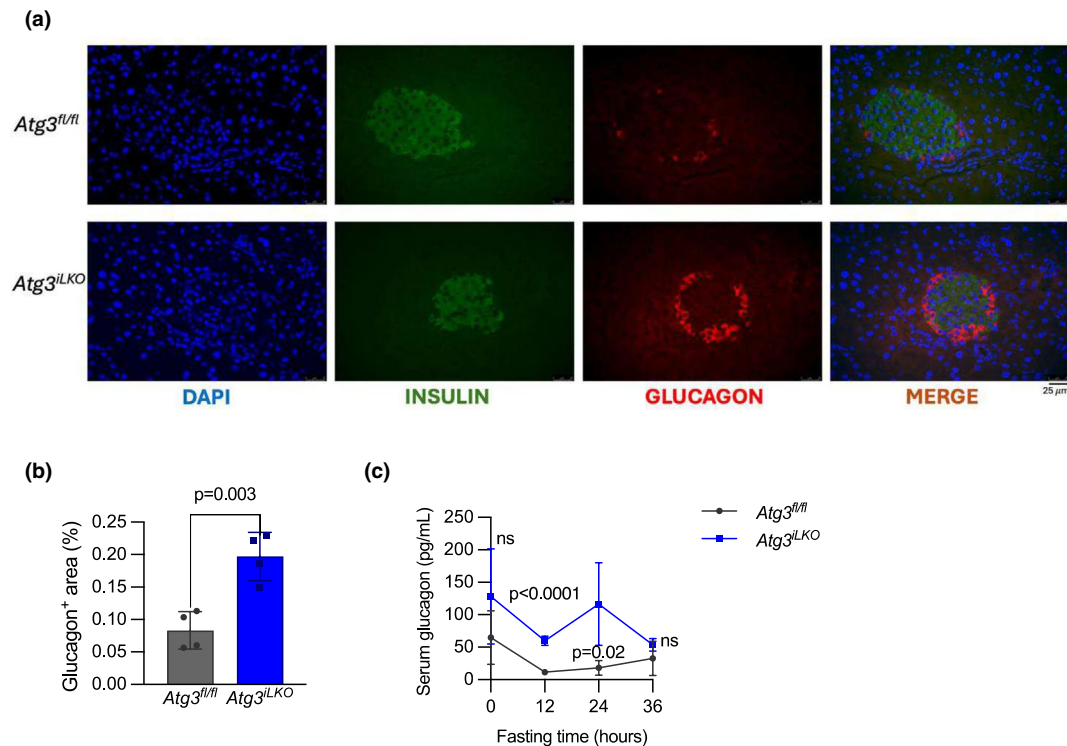 (a)
Atg3fl/fl
Atg3iLKO
DAPI INSULIN GLUCAGON MERGE
25 μm
(b)
p=0.003
Glucagon+ area (%)
0.25
0.20
0.15
0.10
0.05
0.00
Atg3fl/fl Atg3iLKO
(c)
Serum glucagon (pg/mL)
250
200
150
100
50
0
ns
p<0.0001
p=0.02
ns
0 12 24 36
Fasting time (hours)
Atg3fl/fl
Atg3iLKO